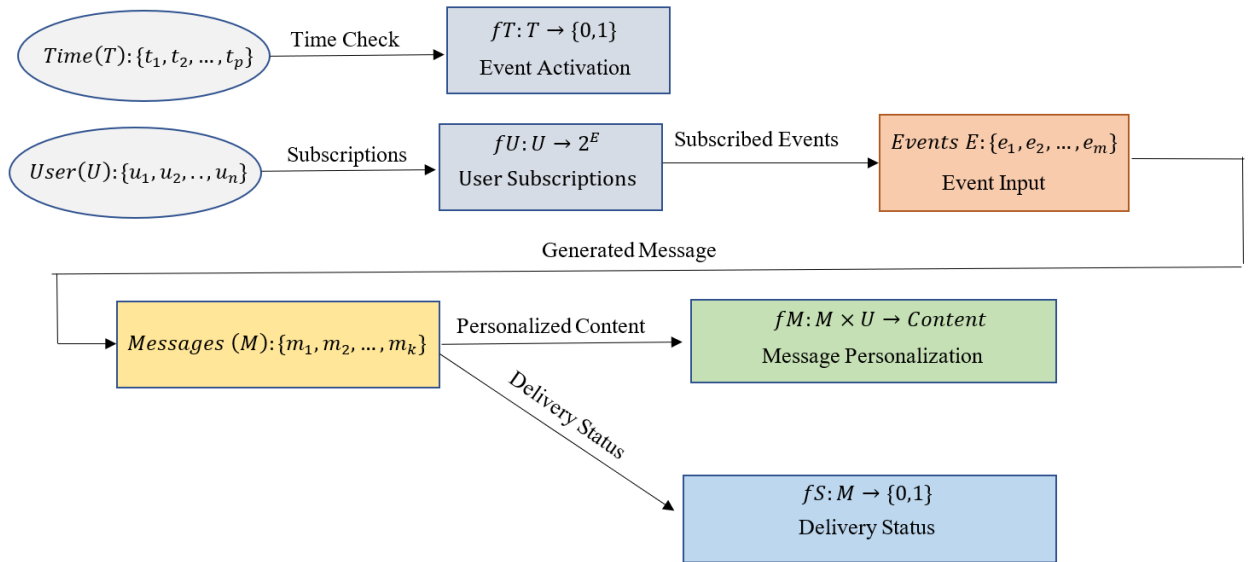 Time(T):{t₁,t₂,…,tₚ}
Time Check
fT:T → {0,1}
Event Activation
User(U):{u₁,u₂,..,uₙ}
Subscriptions
fU:U → 2ᴱ
User Subscriptions
Subscribed Events
Events E:{e₁,e₂,…,eₘ}
Event Input
Generated Message
Messages (M):{m₁,m₂,…,mₖ}
Personalized Content
fM:M × U → Content
Message Personalization
Delivery Status
fS:M → {0,1}
Delivery Status